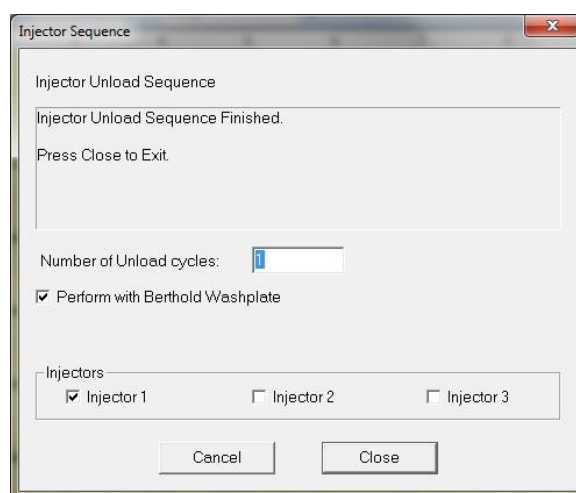 Injector Sequence
Injector Unload Sequence
Injector Unload Sequence Finished.
Press Close to Exit.
Number of Unload cycles: 1
Perform with Berthold Washplate
Injectors
Injector 1 Injector 2 Injector 3
Cancel Close